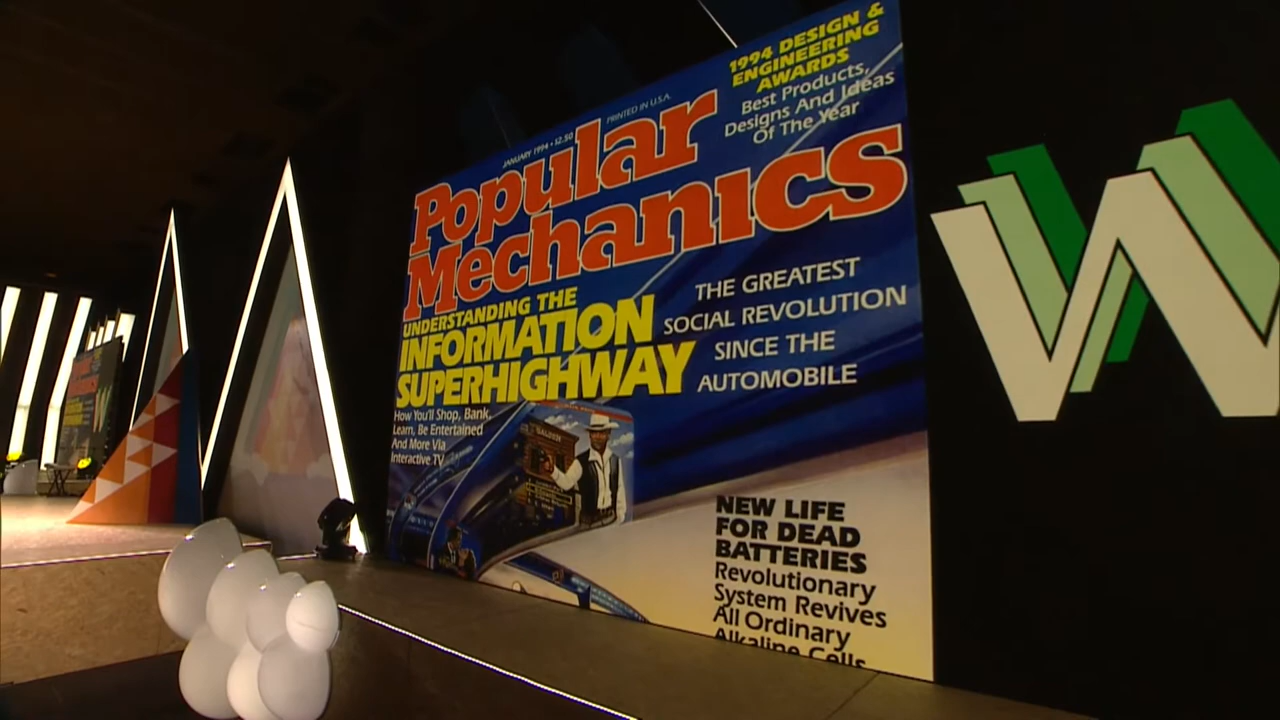 JANUARY 1994 • $2.50 PRINTED IN U.S.A.
Popular
Mechanics
1994 DESIGN &
ENGINEERING
AWARDS
Best Products,
Designs And Ideas
Of The Year
UNDERSTANDING THE
INFORMATION
SUPERHIGHWAY
How You'll Shop, Bank,
Learn, Be Entertained
And More Via
Interactive TV
THE GREATEST
SOCIAL REVOLUTION
SINCE THE
AUTOMOBILE
NEW LIFE
FOR DEAD
BATTERIES
Revolutionary
System Revives
All Ordinary
Alkaline Cells
W